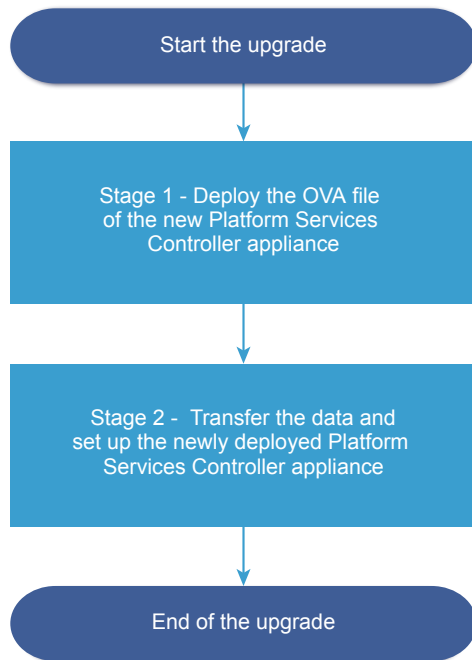 Start the upgrade
Stage 1 - Deploy the OVA file
of the new Platform Services
Controller appliance
Stage 2 -  Transfer the data and
set up the newly deployed Platform
Services Controller appliance
End of the upgrade